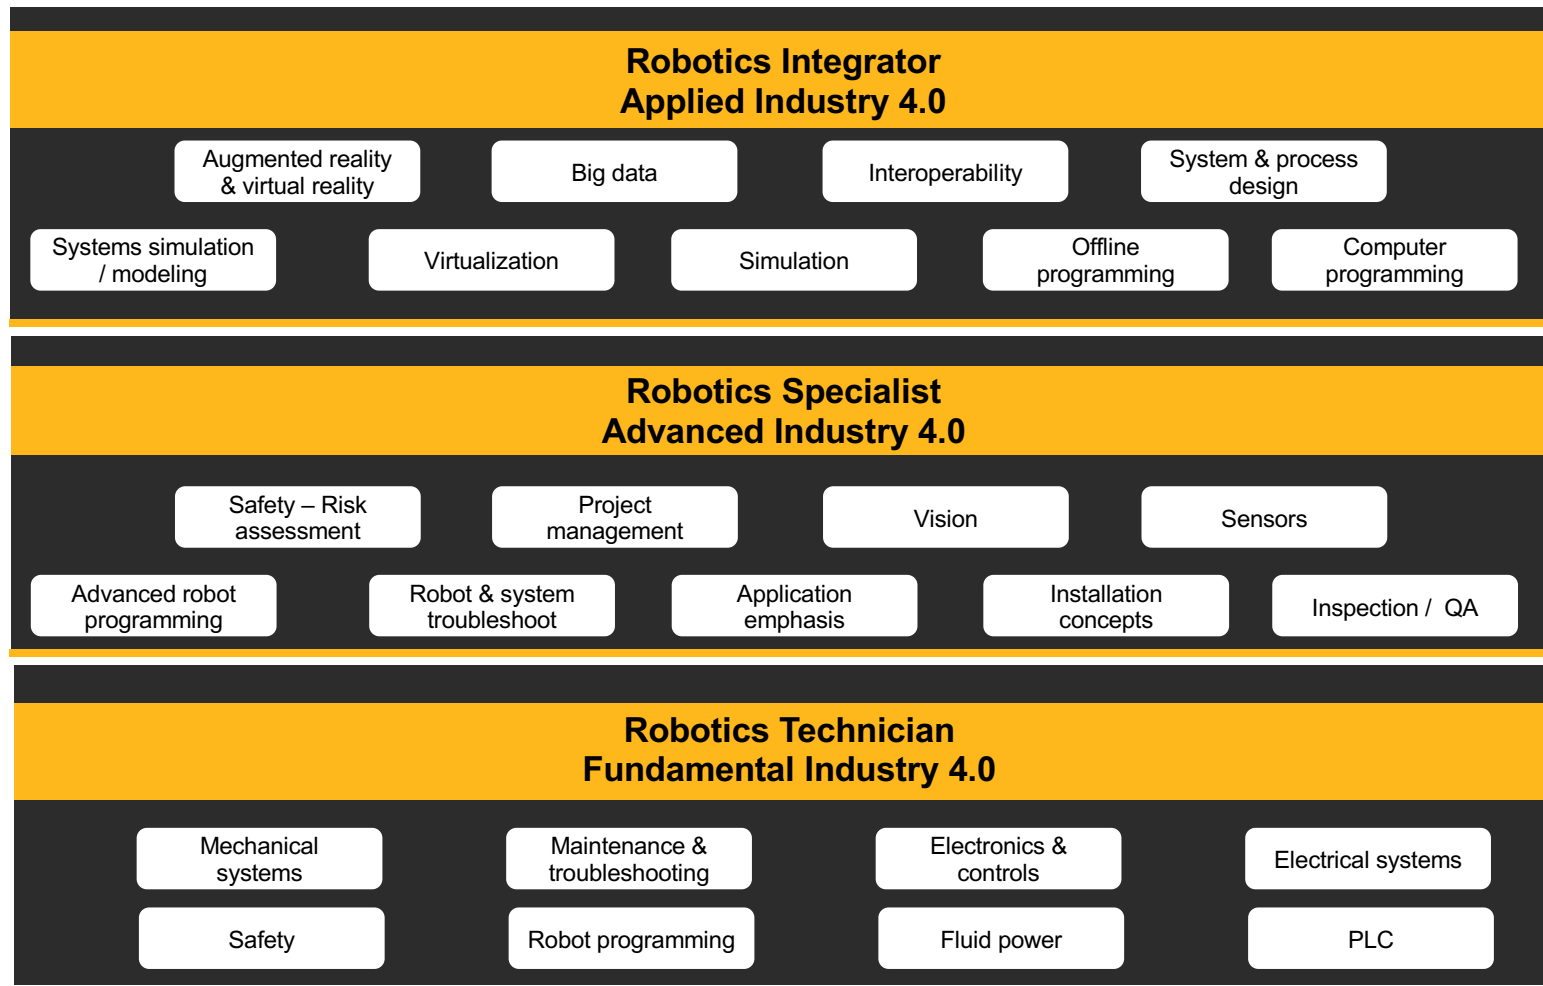 Robotics Integrator
Applied Industry 4.0
Augmented reality
& virtual reality
Big data
Interoperability
System & process
design
Systems simulation
/ modeling
Virtualization
Simulation
Offline
programming
Computer
programming
Robotics Specialist
Advanced Industry 4.0
Safety – Risk
assessment
Project
management
Vision
Sensors
Advanced robot
programming
Robot & system
troubleshoot
Application
emphasis
Installation
concepts
Inspection /  QA
Robotics Technician
Fundamental Industry 4.0
Mechanical
systems
Maintenance &
troubleshooting
Electronics &
controls
Electrical systems
Safety
Robot programming
Fluid power
PLC